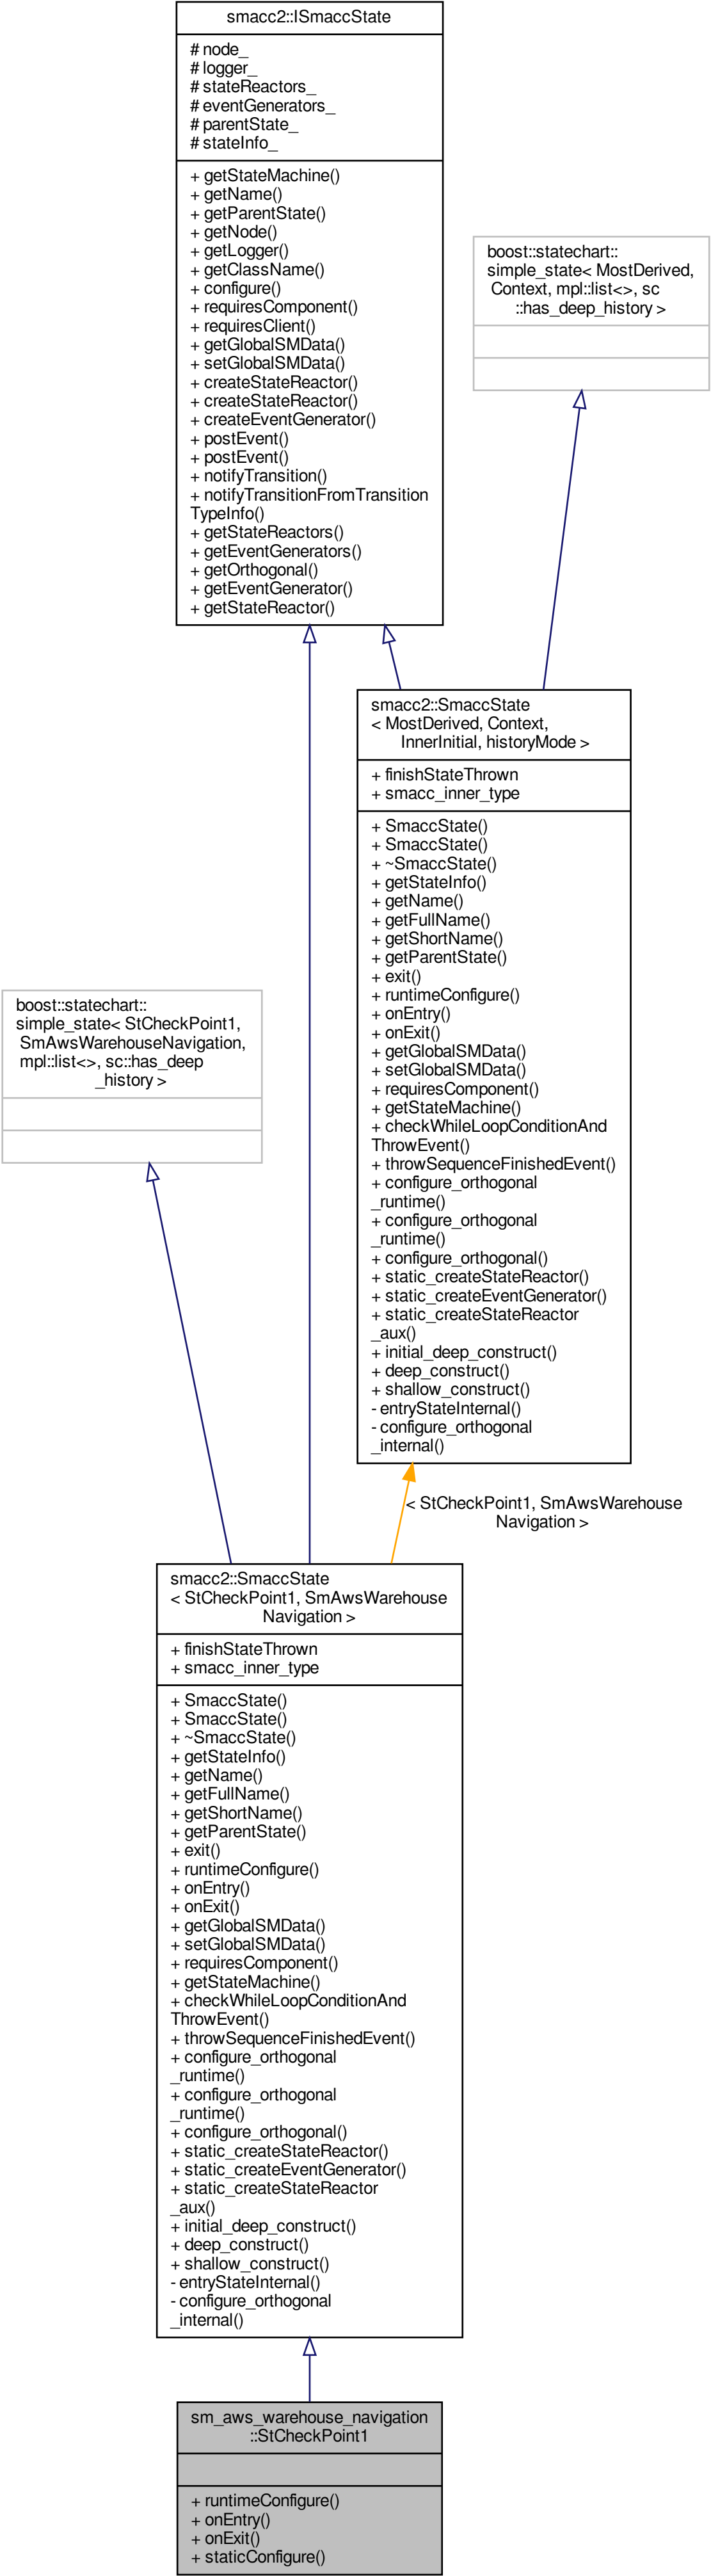 smacc2::ISmaccState
# node_
# logger_
# stateReactors_
# eventGenerators_
# parentState_
# stateInfo_
+ getStateMachine()
+ getName()
+ getParentState()
+ getNode()
+ getLogger()
+ getClassName()
+ configure()
+ requiresComponent()
+ requiresClient()
+ getGlobalSMData()
+ setGlobalSMData()
+ createStateReactor()
+ createStateReactor()
+ createEventGenerator()
+ postEvent()
+ postEvent()
+ notifyTransition()
+ notifyTransitionFromTransition
TypeInfo()
+ getStateReactors()
+ getEventGenerators()
+ getOrthogonal()
+ getEventGenerator()
+ getStateReactor()
boost::statechart::
simple_state< MostDerived,
Context, mpl::list<>, sc
::has_deep_history >
smacc2::SmaccState
< MostDerived, Context,
InnerInitial, historyMode >
+ finishStateThrown
+ smacc_inner_type
+ SmaccState()
+ SmaccState()
+ ~SmaccState()
+ getStateInfo()
+ getName()
+ getFullName()
+ getShortName()
+ getParentState()
+ exit()
+ runtimeConfigure()
+ onEntry()
+ onExit()
+ getGlobalSMData()
+ setGlobalSMData()
+ requiresComponent()
+ getStateMachine()
+ checkWhileLoopConditionAnd
ThrowEvent()
+ throwSequenceFinishedEvent()
+ configure_orthogonal
_runtime()
+ configure_orthogonal
_runtime()
+ configure_orthogonal()
+ static_createStateReactor()
+ static_createEventGenerator()
+ static_createStateReactor
_aux()
+ initial_deep_construct()
+ deep_construct()
+ shallow_construct()
- entryStateInternal()
- configure_orthogonal
_internal()
boost::statechart::
simple_state< StCheckPoint1,
SmAwsWarehouseNavigation,
mpl::list<>, sc::has_deep
_history >
< StCheckPoint1, SmAwsWarehouse
Navigation >
smacc2::SmaccState
< StCheckPoint1, SmAwsWarehouse
Navigation >
+ finishStateThrown
+ smacc_inner_type
+ SmaccState()
+ SmaccState()
+ ~SmaccState()
+ getStateInfo()
+ getName()
+ getFullName()
+ getShortName()
+ getParentState()
+ exit()
+ runtimeConfigure()
+ onEntry()
+ onExit()
+ getGlobalSMData()
+ setGlobalSMData()
+ requiresComponent()
+ getStateMachine()
+ checkWhileLoopConditionAnd
ThrowEvent()
+ throwSequenceFinishedEvent()
+ configure_orthogonal
_runtime()
+ configure_orthogonal
_runtime()
+ configure_orthogonal()
+ static_createStateReactor()
+ static_createEventGenerator()
+ static_createStateReactor
_aux()
+ initial_deep_construct()
+ deep_construct()
+ shallow_construct()
- entryStateInternal()
- configure_orthogonal
_internal()
sm_aws_warehouse_navigation
::StCheckPoint1
+ runtimeConfigure()
+ onEntry()
+ onExit()
+ staticConfigure()